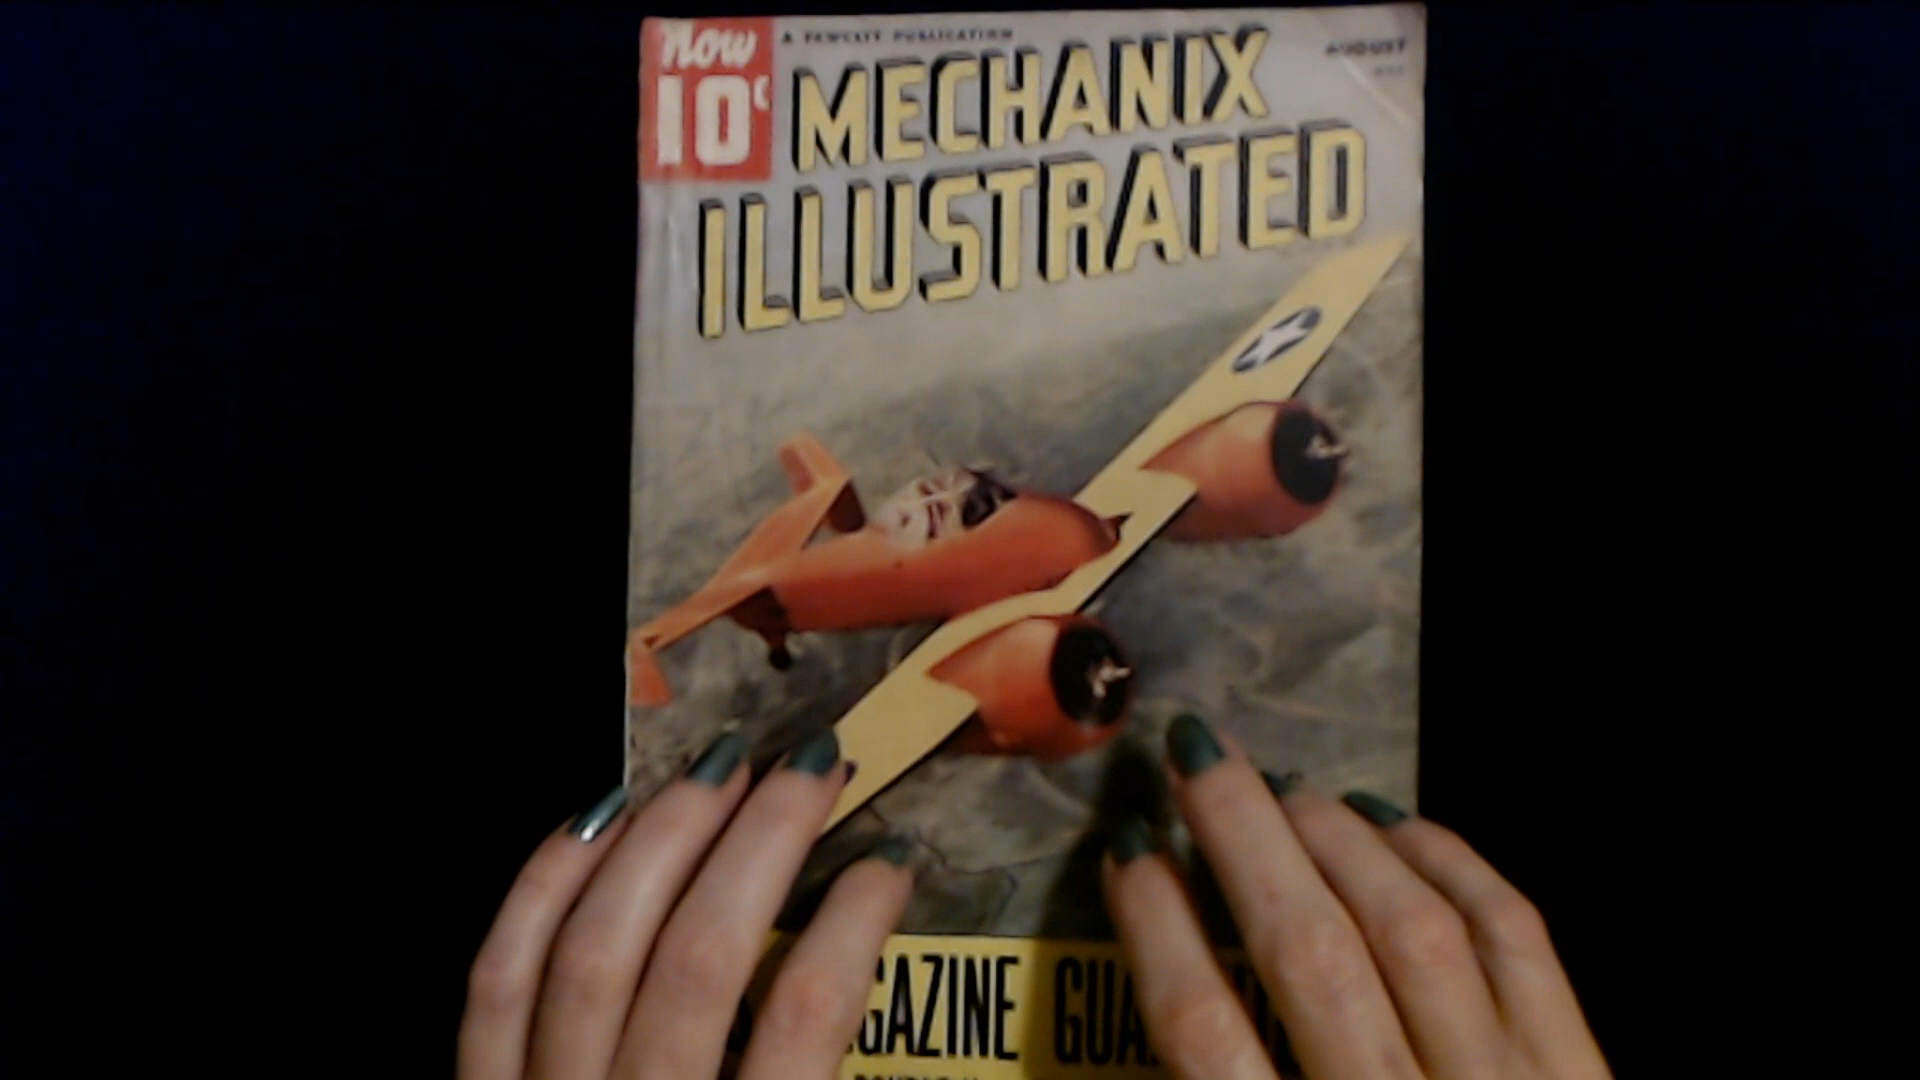 Now
10¢
A FAWCETT PUBLICATION
AUGUST
MECHANIX
ILLUSTRATED
GAZINE GUA